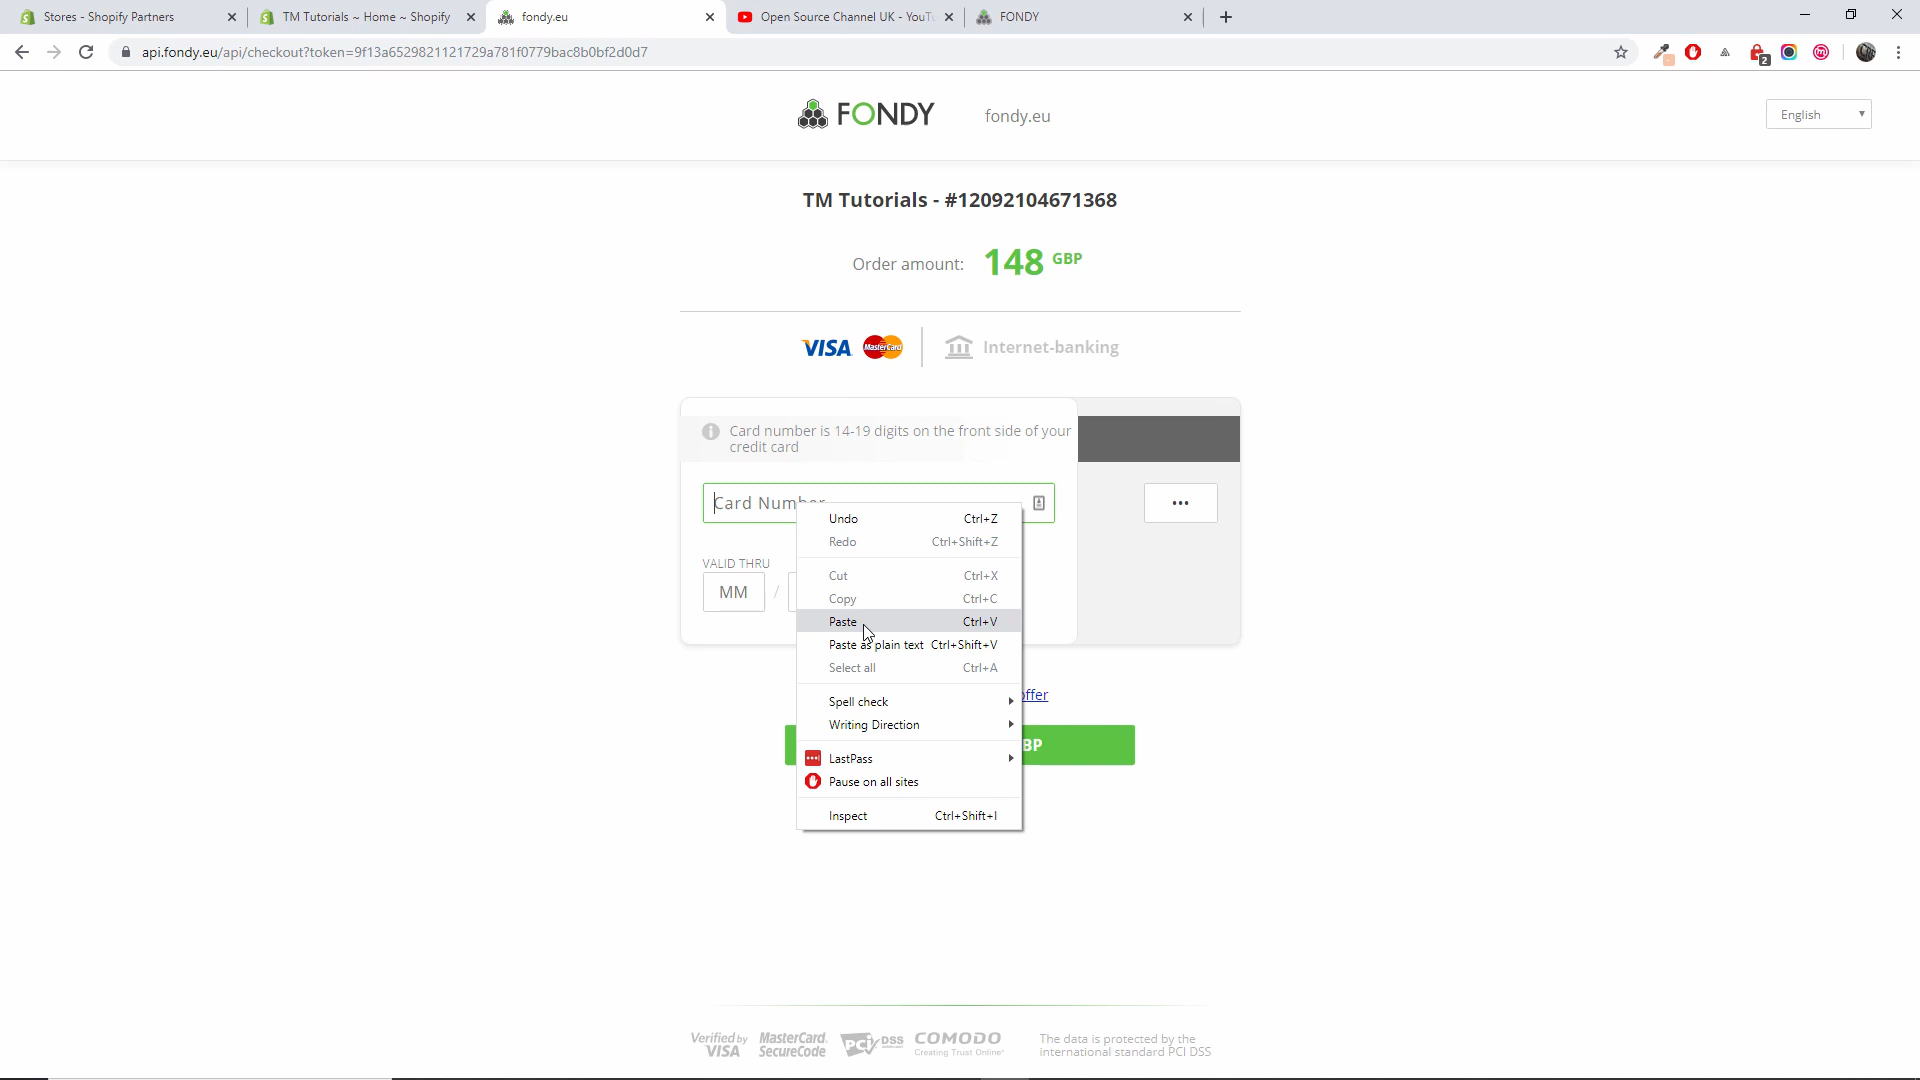 Stores - Shopify Partners
TM Tutorials ~ Home ~ Shopify
fondy.eu
Open Source Channel UK - YouTu
FONDY
api.fondy.eu/api/checkout?token=9f13a6529821121729a781f0779bac8b0bf2d0d7
2
FONDY
fondy.eu
English
TM Tutorials - #12092104671368
Order amount: 148 GBP
VISA MasterCard Internet-banking
Card number is 14-19 digits on the front side of your
credit card
Card Number
VALID THRU
MM /
Undo Ctrl+Z
Redo Ctrl+Shift+Z
Cut Ctrl+X
Copy Ctrl+C
Paste Ctrl+V
Paste as plain text Ctrl+Shift+V
Select all Ctrl+A
Spell check
Writing Direction
LastPass
Pause on all sites
Inspect Ctrl+Shift+I
offer
BP
Verified by
VISA
MasterCard.
SecureCode
PCI DSS
COMODO
Creating Trust Online®
The data is protected by the
international standard PCI DSS